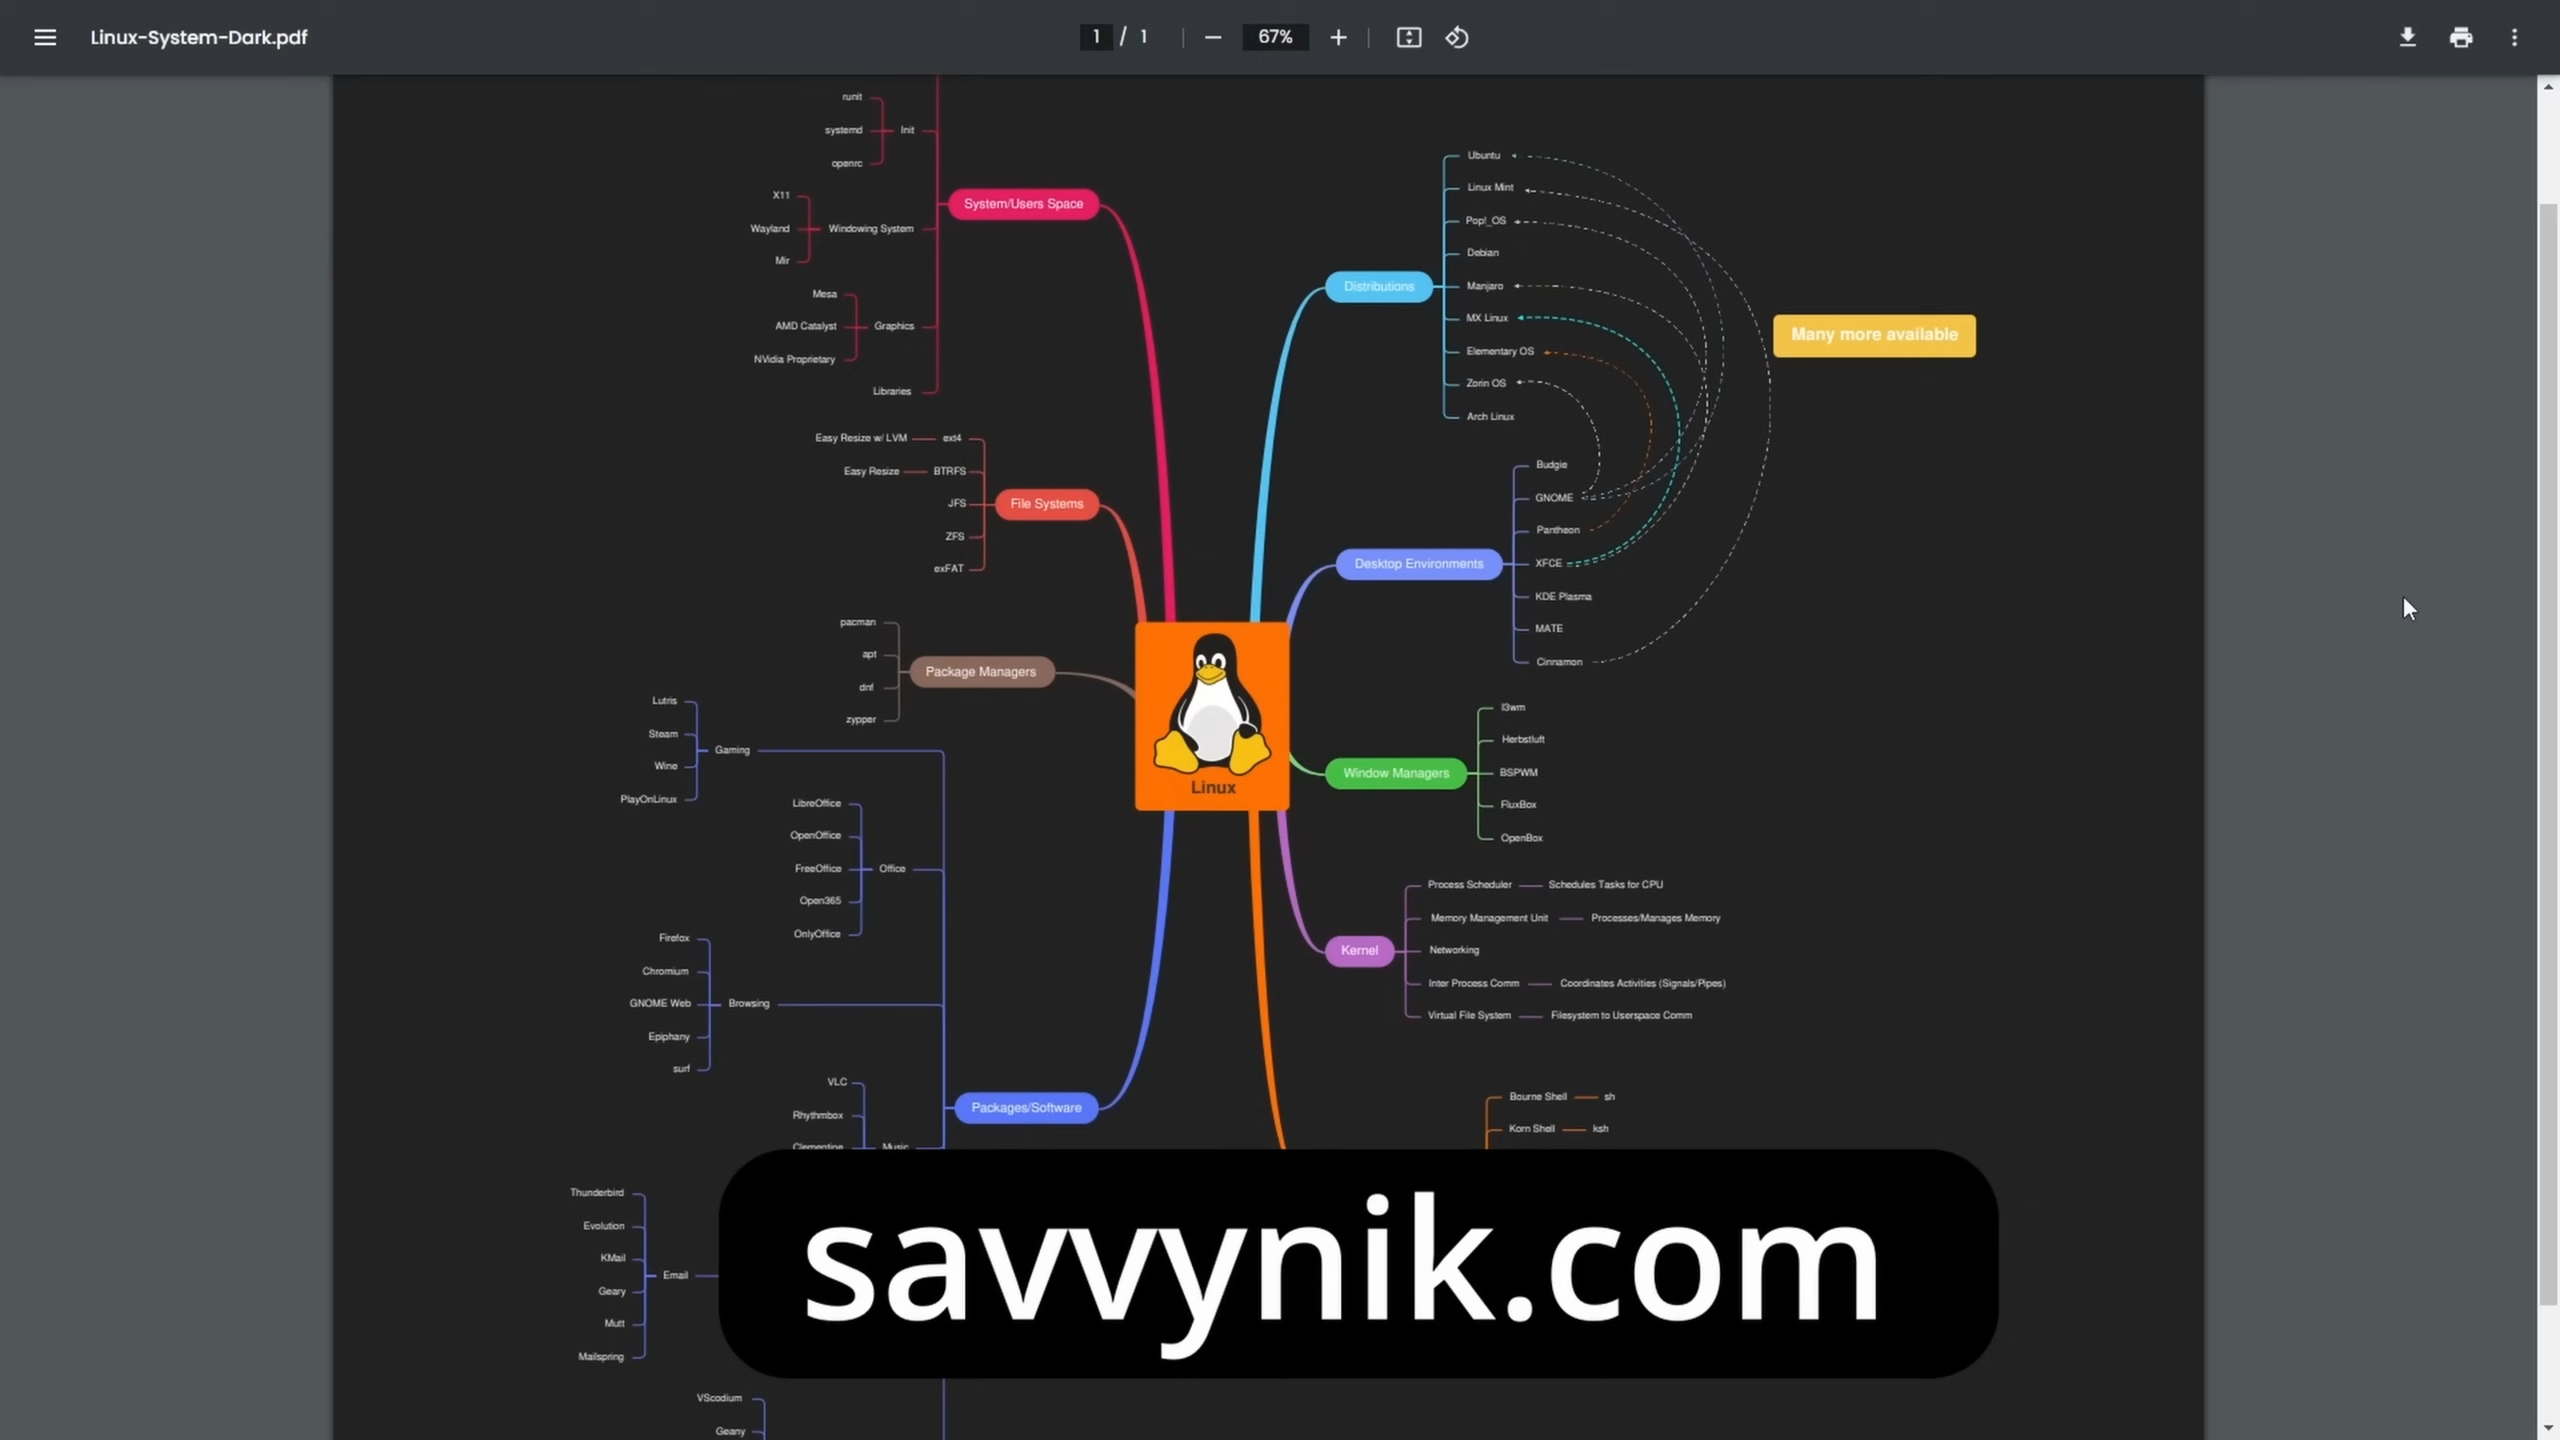 Linux-System-Dark.pdf
1 / 1
67%
runit
systemd
openrc
Init
X11
Wayland
Mir
Windowing System
Mesa
AMD Catalyst
NVidia Proprietary
Graphics
Libraries
System/Users Space
Easy Resize w/ LVM
ext4
Easy Resize
BTRFS
JFS
ZFS
exFAT
File Systems
pacman
apt
dnf
zypper
Package Managers
Lutris
Steam
Wine
PlayOnLinux
Gaming
LibreOffice
OpenOffice
FreeOffice
Open365
OnlyOffice
Office
Firefox
Chromium
GNOME Web
Epiphany
surf
Browsing
VLC
Rhythmbox
Clementine
Music
Packages/Software
Thunderbird
Evolution
KMail
Geary
Mutt
Mailspring
Email
VScodium
Geany
Linux
Distributions
Ubuntu
Linux Mint
Pop!_OS
Debian
Manjaro
MX Linux
Elementary OS
Zorin OS
Arch Linux
Many more available
Desktop Environments
Budgie
GNOME
Pantheon
XFCE
KDE Plasma
MATE
Cinnamon
Window Managers
I3wm
Herbstluft
BSPWM
FluxBox
OpenBox
Kernel
Process Scheduler
Schedules Tasks for CPU
Memory Management Unit
Processes/Manages Memory
Networking
Inter Process Comm
Coordinates Activities (Signals/Pipes)
Virtual File System
Filesystem to Userspace Comm
Bourne Shell
sh
Korn Shell
ksh
savvynik.com